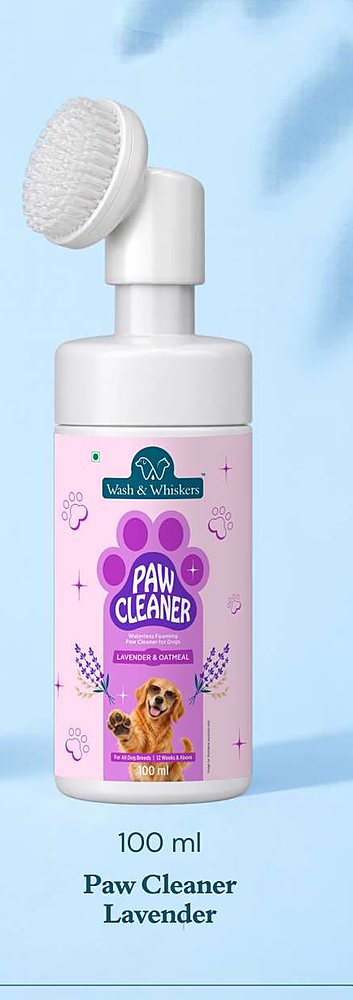 Wash & Whiskers™
PAW
CLEANER
Waterless Foaming
Paw Cleaner for Dogs
LAVENDER & OATMEAL
For All Dog Breeds | 12 Weeks & Above
100 ml
100 ml
Paw Cleaner
Lavender